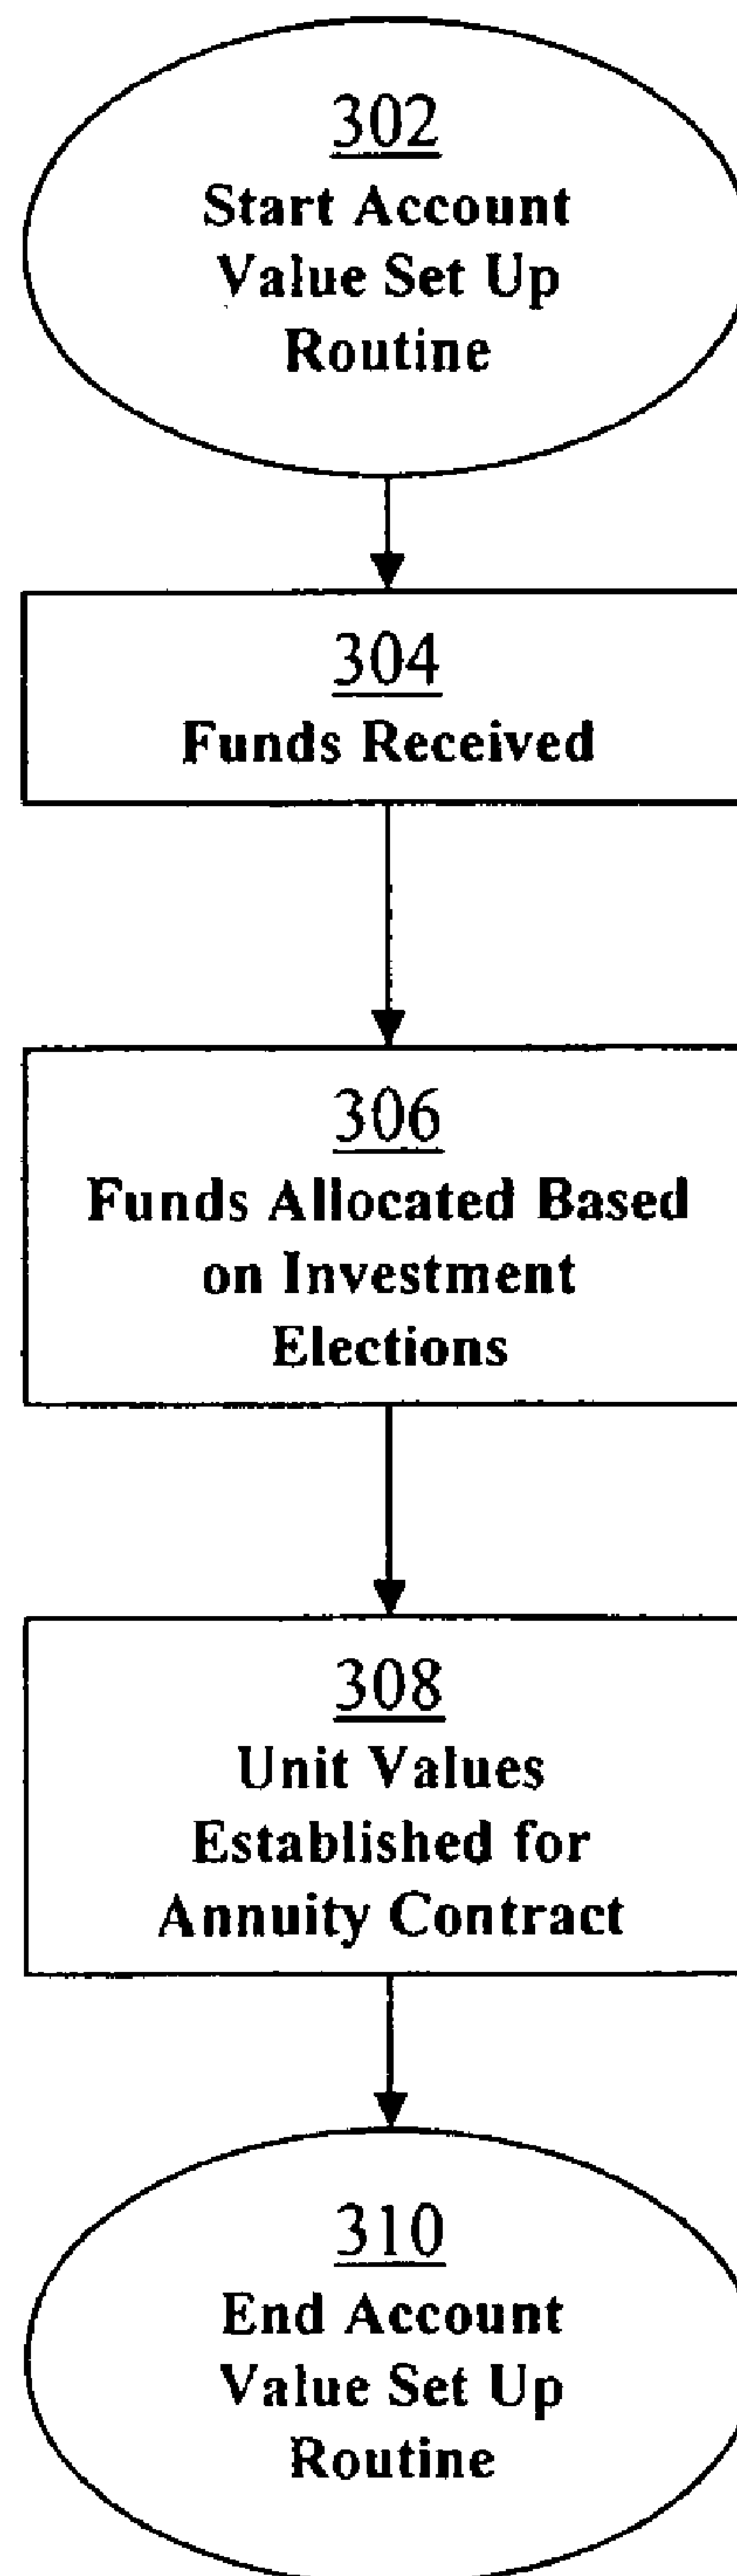 302
Start Account
Value Set Up
Routine
304
Funds Received
306
Funds Allocated Based
on Investment
Elections
308
Unit Values
Established for
Annuity Contract
310
End Account
Value Set Up
Routine